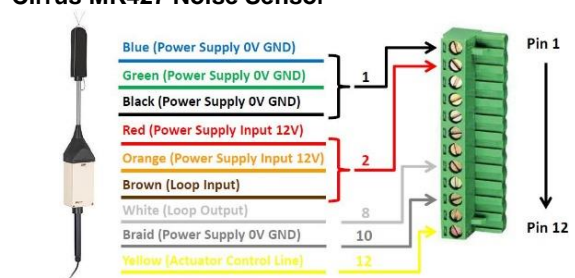 Cirrus MK427 Noise Sensor
Blue (Power Supply 0V GND)
Green (Power Supply 0V GND)
Black (Power Supply 0V GND)
1
Red (Power Supply Input 12V)
Orange (Power Supply Input 12V)
2
Brown (Loop Input)
White (Loop Output)
8
Braid (Power Supply 0V GND)
10
Yellow (Actuator Control Line)
12
Pin 1
Pin 12